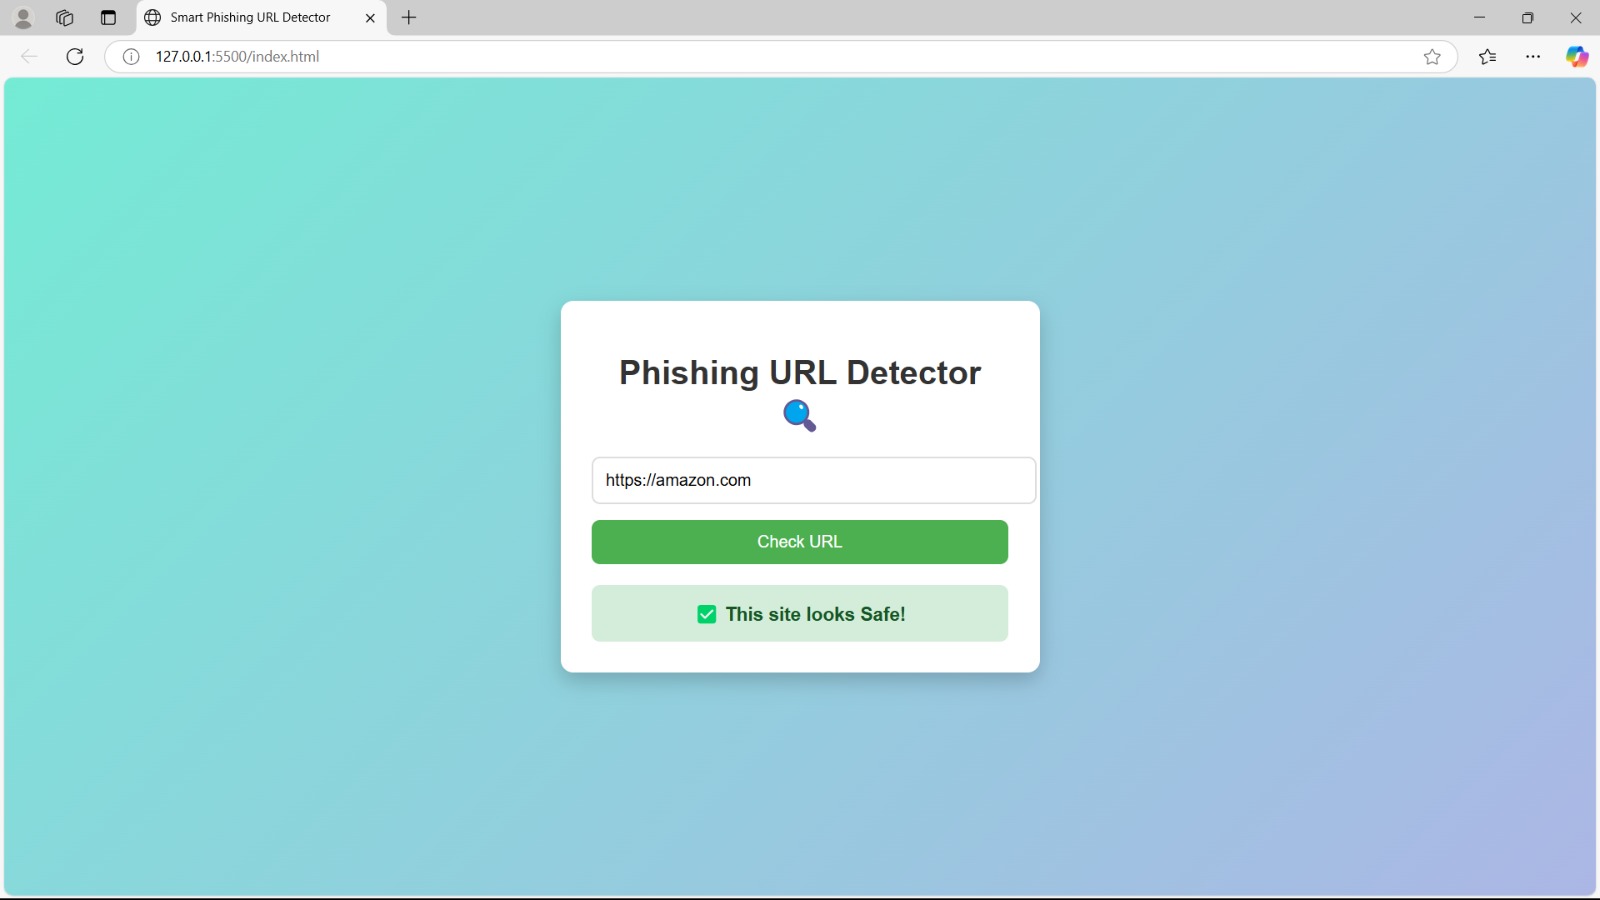 Smart Phishing URL Detector
127.0.0.1:5500/index.html
Phishing URL Detector
https://amazon.com
Check URL
This site looks Safe!